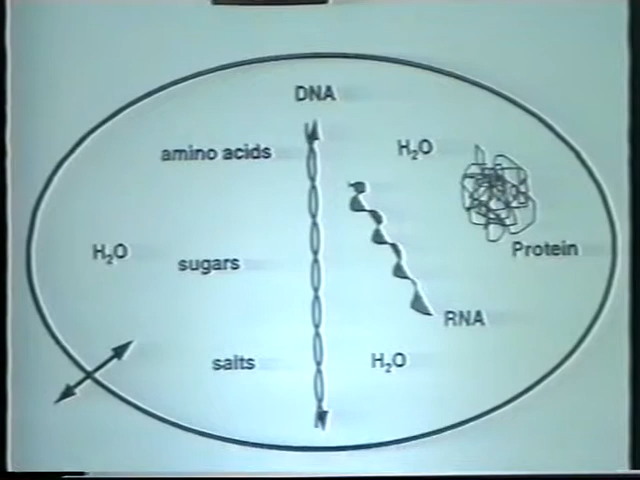 DNA
amino acids
H₂O
H₂O
sugars
Protein
RNA
salts
H₂O